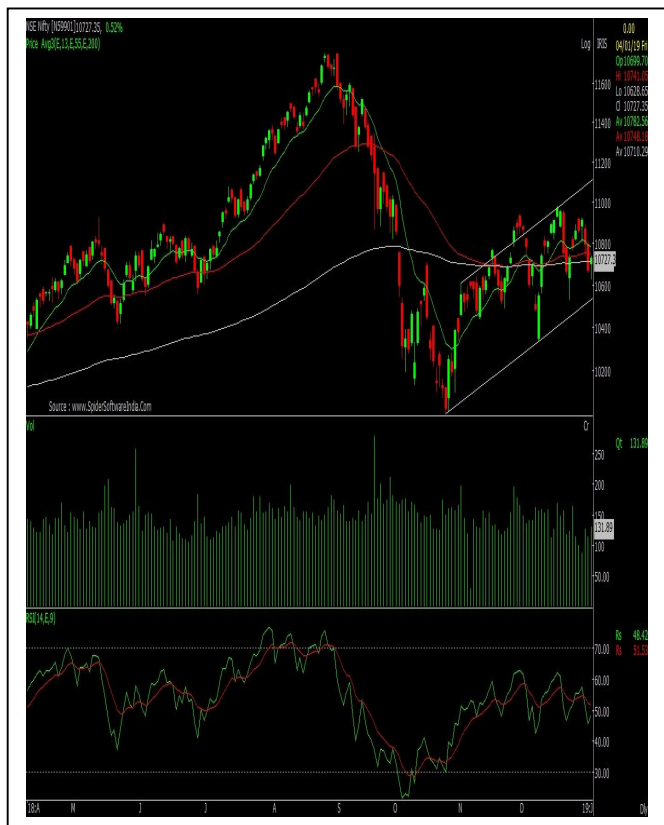 NSE Nifty [N59901]10727.35, 0.52%
Price Avg3(E,13,E,55,E,200)
Log IRIS
0.00
04/01/19 Fri
Op10699.70
Hi 10741.05
Lo 10628.65
Cl 10727.35
Av 10782.56
Av 10748.18
Av 10710.29
11600
11400
11200
11000
10800
10727.3
10600
10400
10200
Source : www.SpiderSoftwareIndia.Com
Vol
Cr
Qt 131.89
250
200
150
131.89
100
50.00
RSI(14,E,9)
Rs 48.42
Rs 51.53
70.00
60.00
50.00
40.00
30.00
18:A M J J A S O N D 19:J Dly